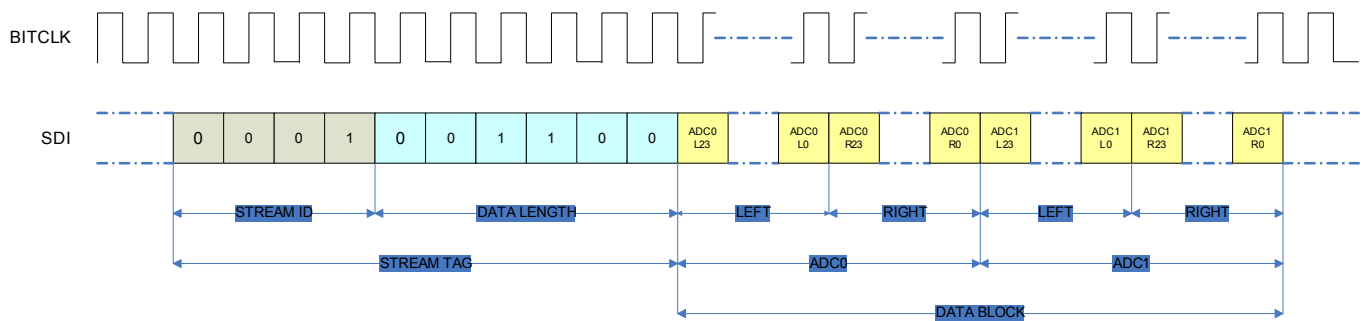 BITCLK
SDI
0 0 0 1 0 0 1 1 0 0
ADC0
L23
ADC0
L0
ADC0
R23
ADC0
R0
ADC1
L23
ADC1
L0
ADC1
R23
ADC1
R0
STREAM ID DATA LENGTH LEFT RIGHT LEFT RIGHT
STREAM TAG ADC0 ADC1
DATA BLOCK